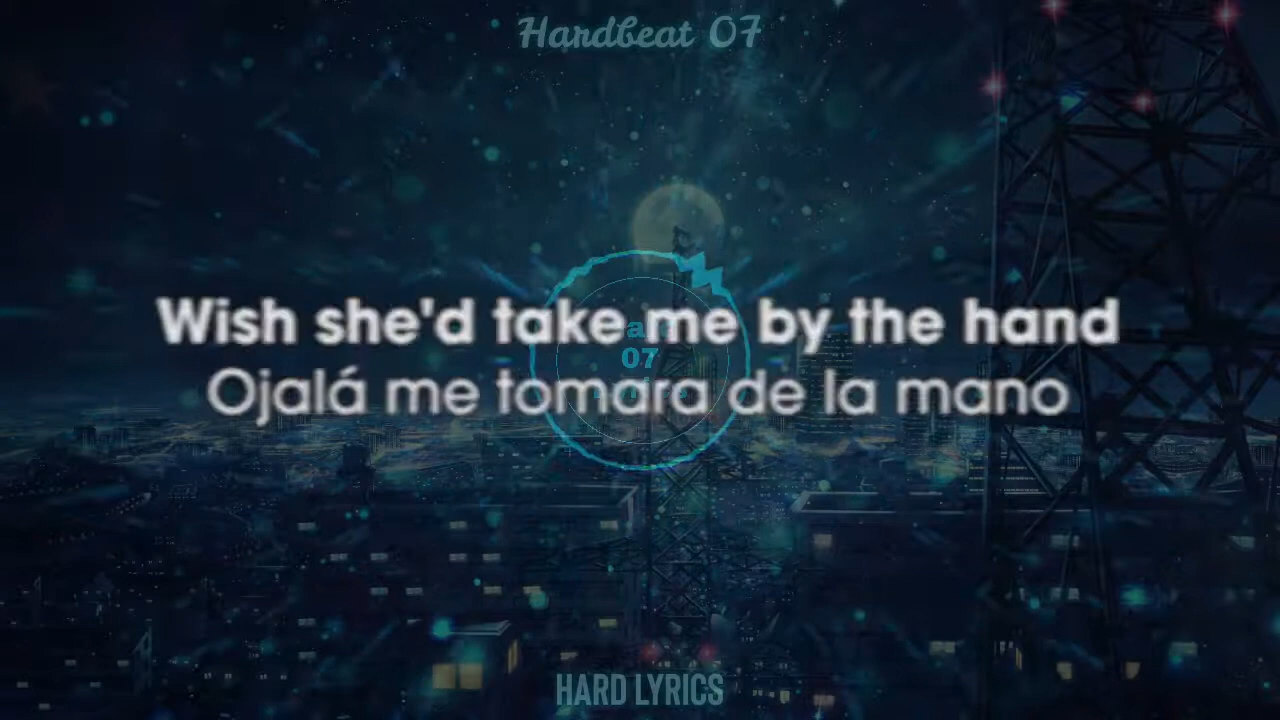 Hardbeat 07
Wish she'd take me by the hand
07
Ojalá me tomara de la mano
HARD LYRICS